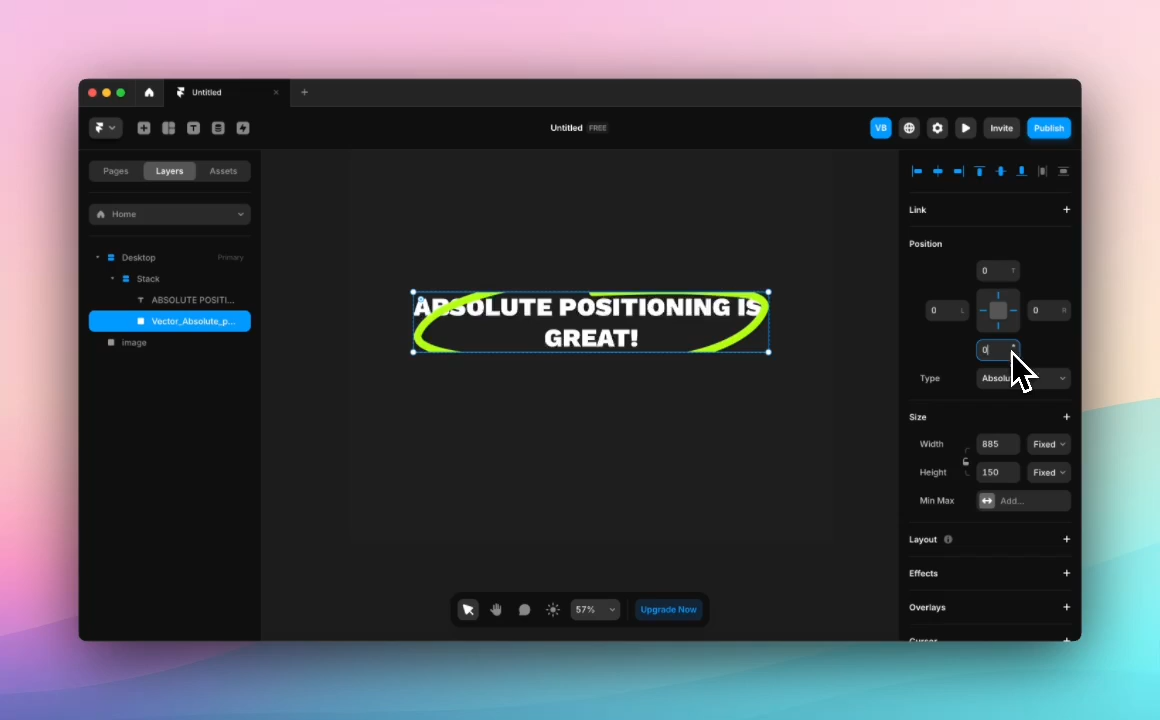 Untitled
Untitled FREE
VB
Invite
Publish
Pages
Layers
Assets
Home
Desktop
Primary
Stack
ABSOLUTE POSITI...
Vector_Absolute_p...
image
ABSOLUTE POSITIONING IS
GREAT!
57%
Upgrade Now
Link
Position
0 T
0 L
0 R
0
Type
Size
Width 885 Fixed
Height 150 Fixed
Min Max Add...
Layout
Effects
Overlays
Cursor